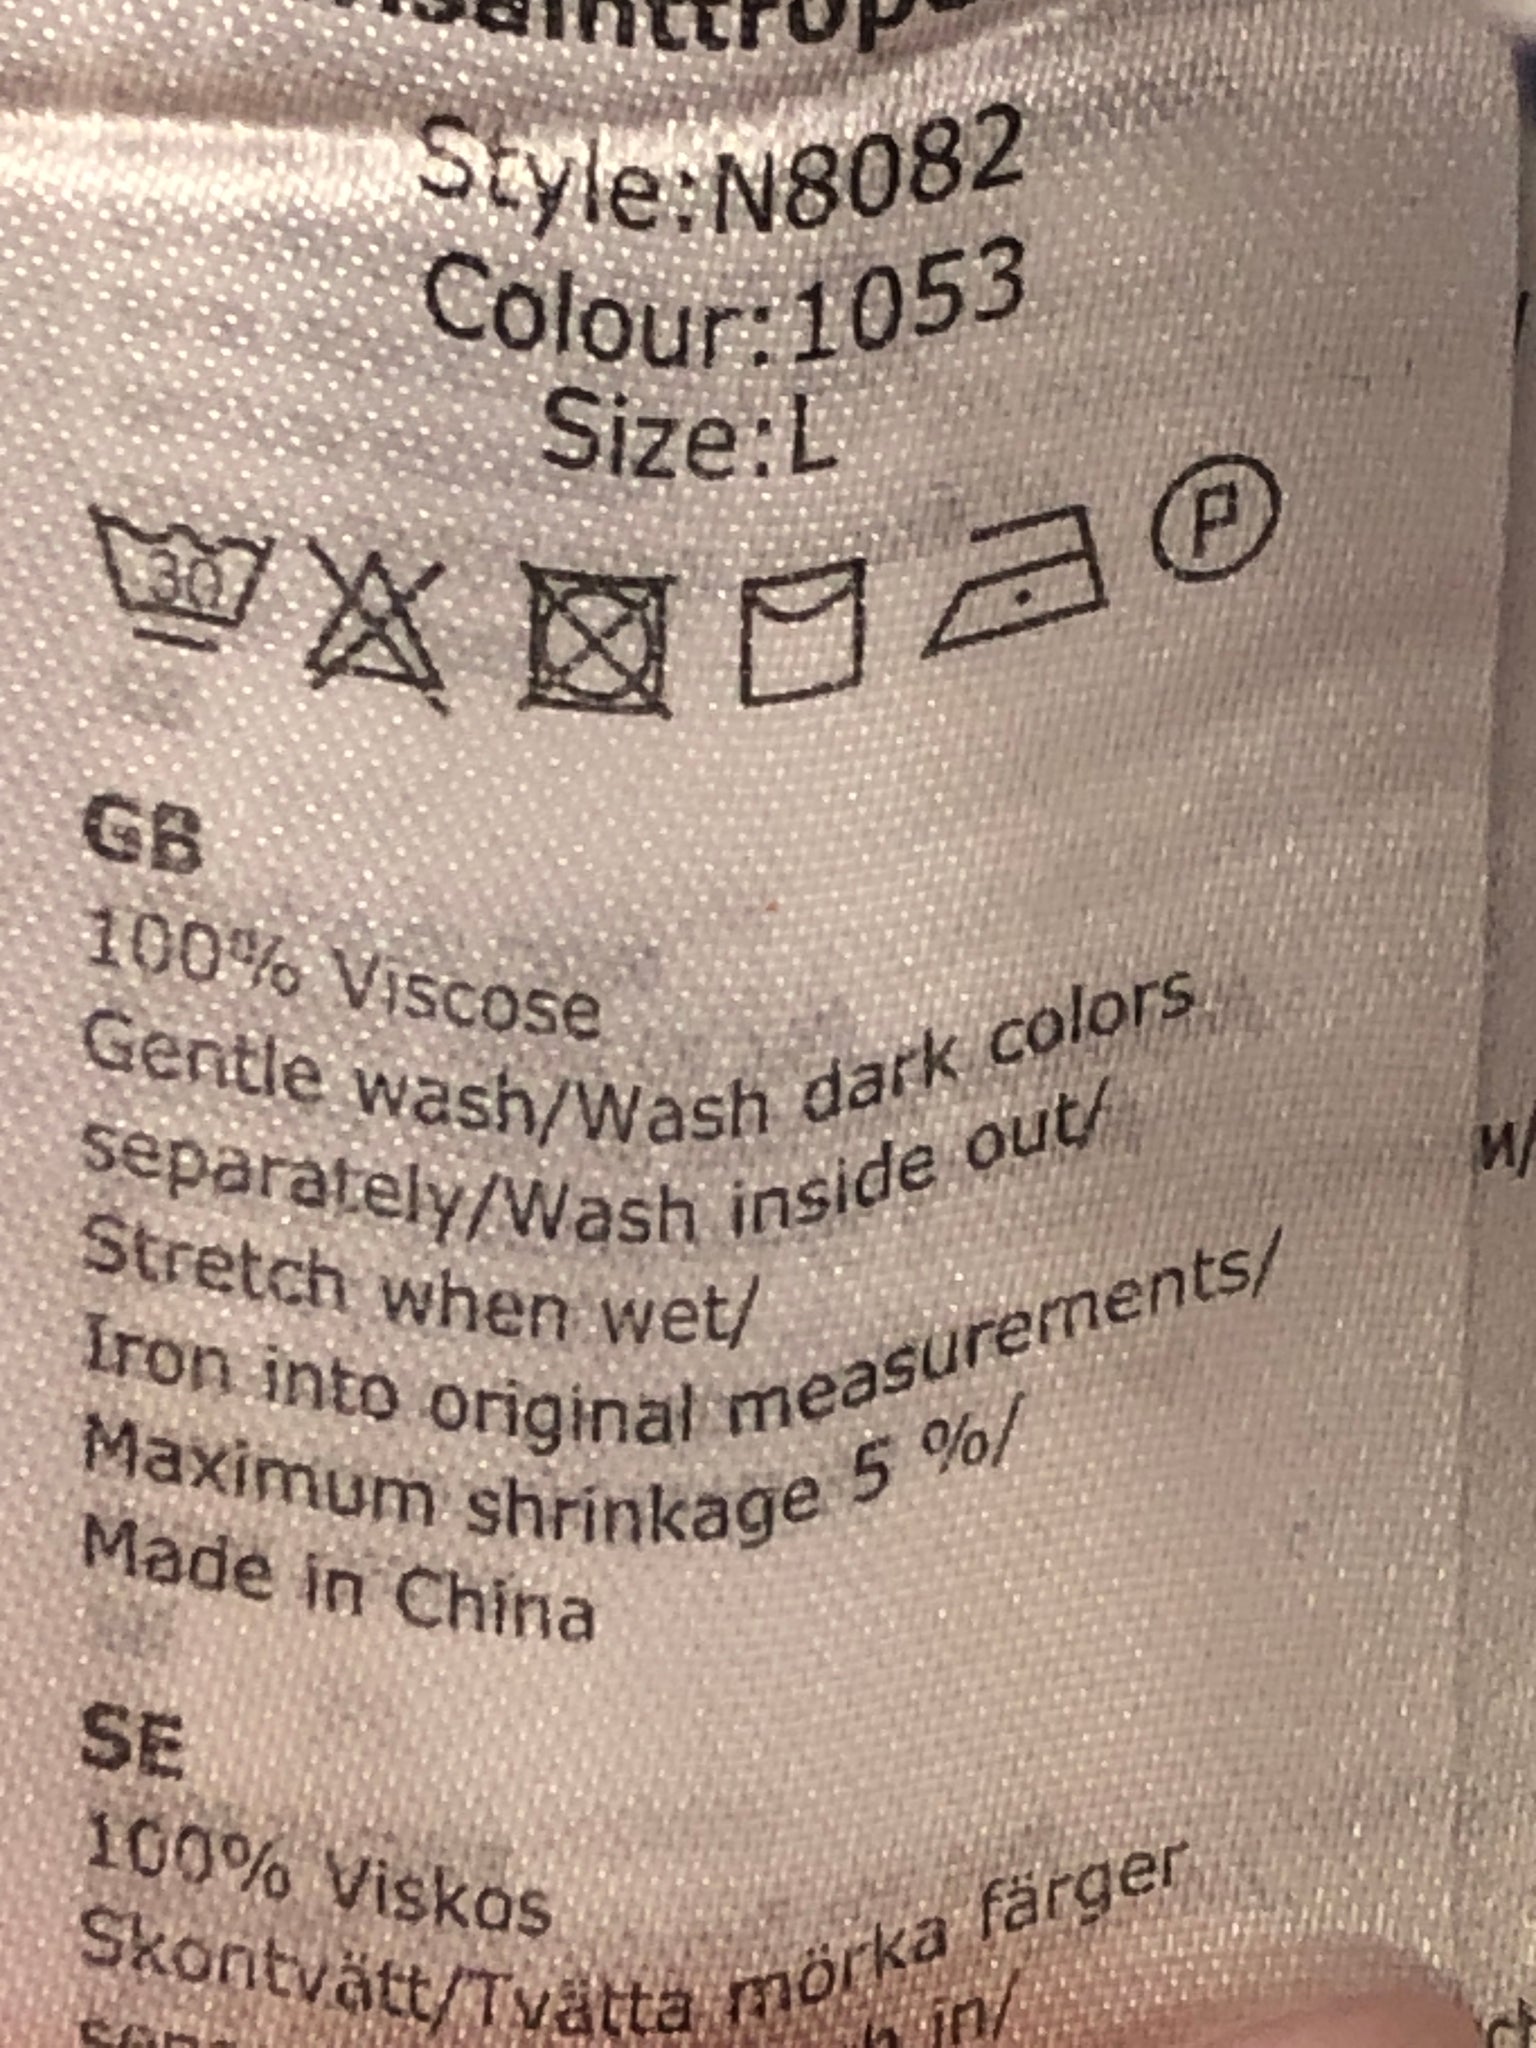 Style:N8082
Colour:1053
Size:L
30
P
GB
100% Viscose
Gentle wash/Wash dark colors
separately/Wash inside out/
Stretch when wet/
Iron into original measurements/
Maximum shrinkage 5 %/
Made in China
SE
100% Viskos
Skontvätt/Tvätta mörka färger
in/